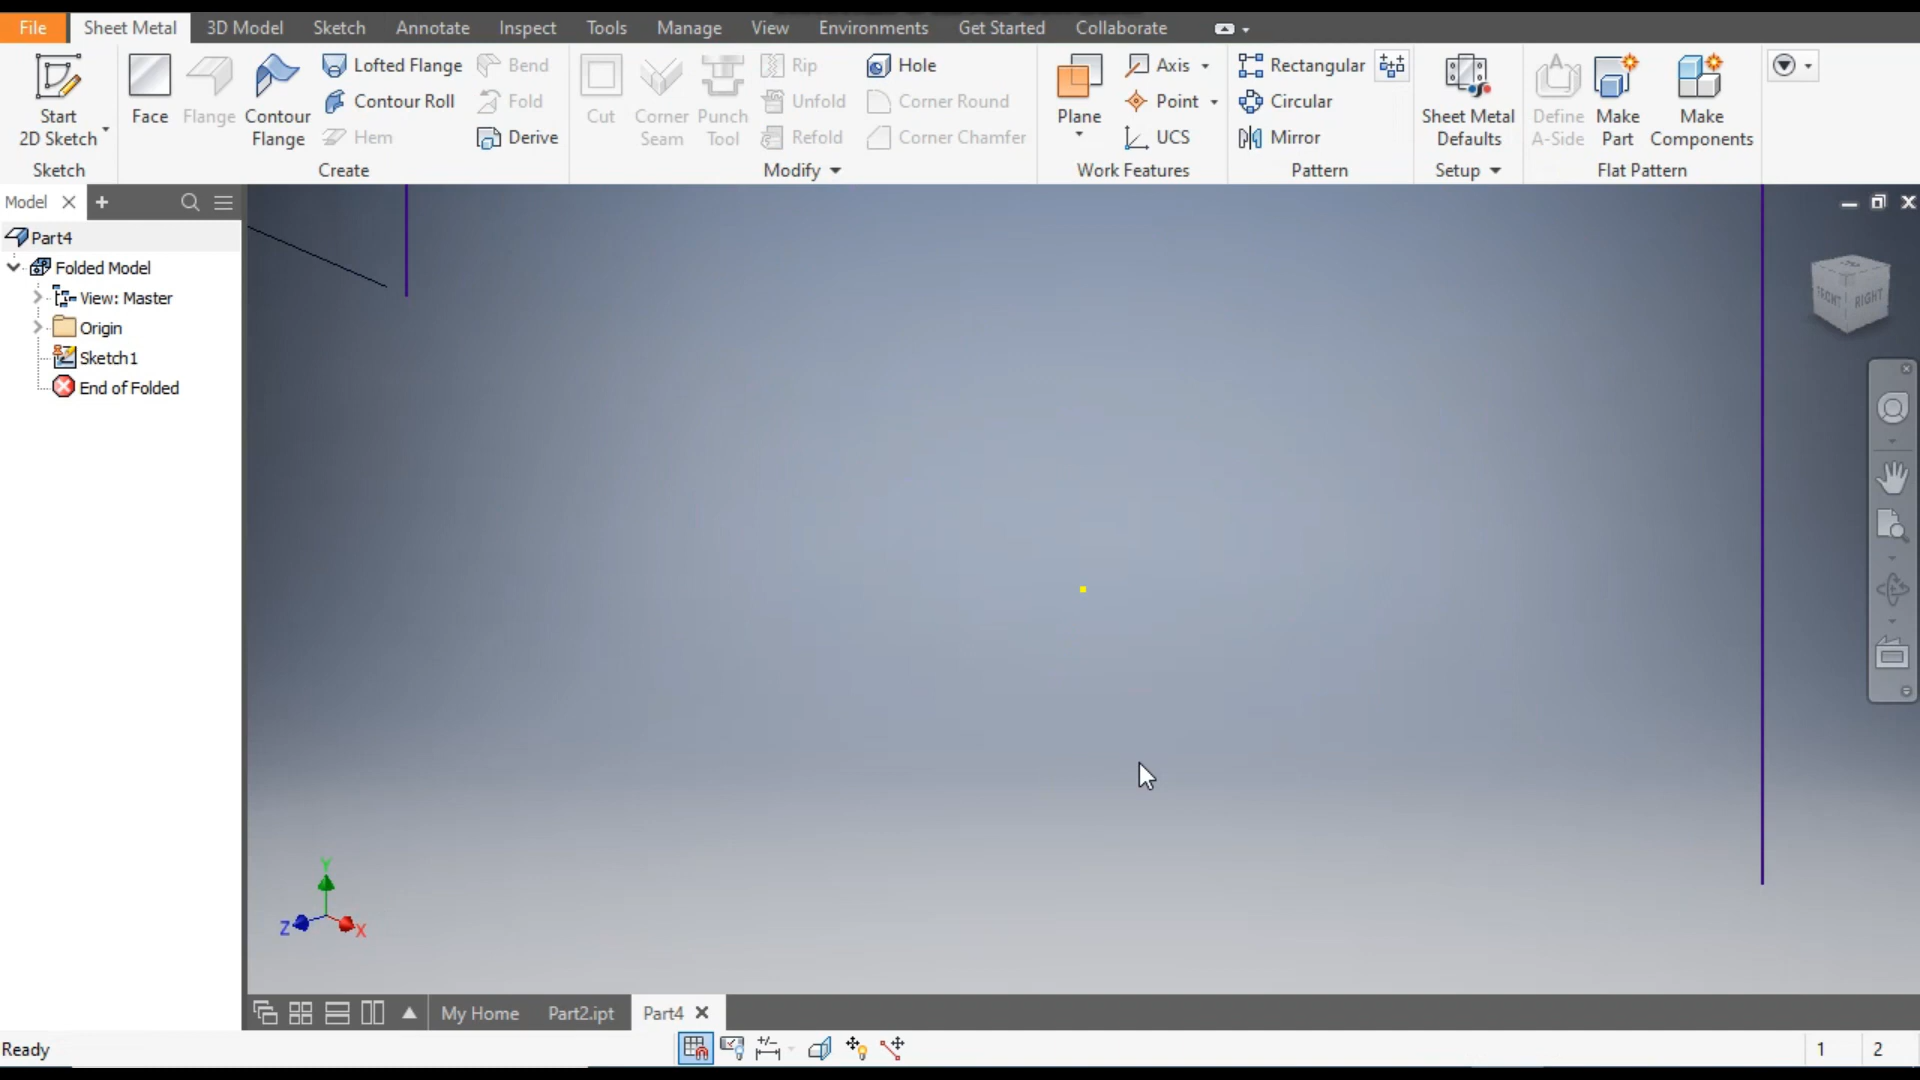 File Sheet Metal 3D Model Sketch Annotate Inspect Tools Manage View Environments Get Started Collaborate
Start
2D Sketch
Face
Flange
Contour
Flange
Lofted Flange
Contour Roll
Hem
Bend
Fold
Derive
Cut
Corner
Seam
Punch
Tool
Rip
Unfold
Refold
Hole
Corner Round
Corner Chamfer
Plane
Axis
Point
UCS
Rectangular
Circular
Mirror
Sheet Metal
Defaults
Define
A-Side
Make
Part
Make
Components
Sketch Create Modify Work Features Pattern Setup Flat Pattern
Model
Part4
Folded Model
View: Master
Origin
Sketch1
End of Folded
TOP
FRONT RIGHT
Y
Z X
My Home Part2.ipt Part4
Ready 1 2